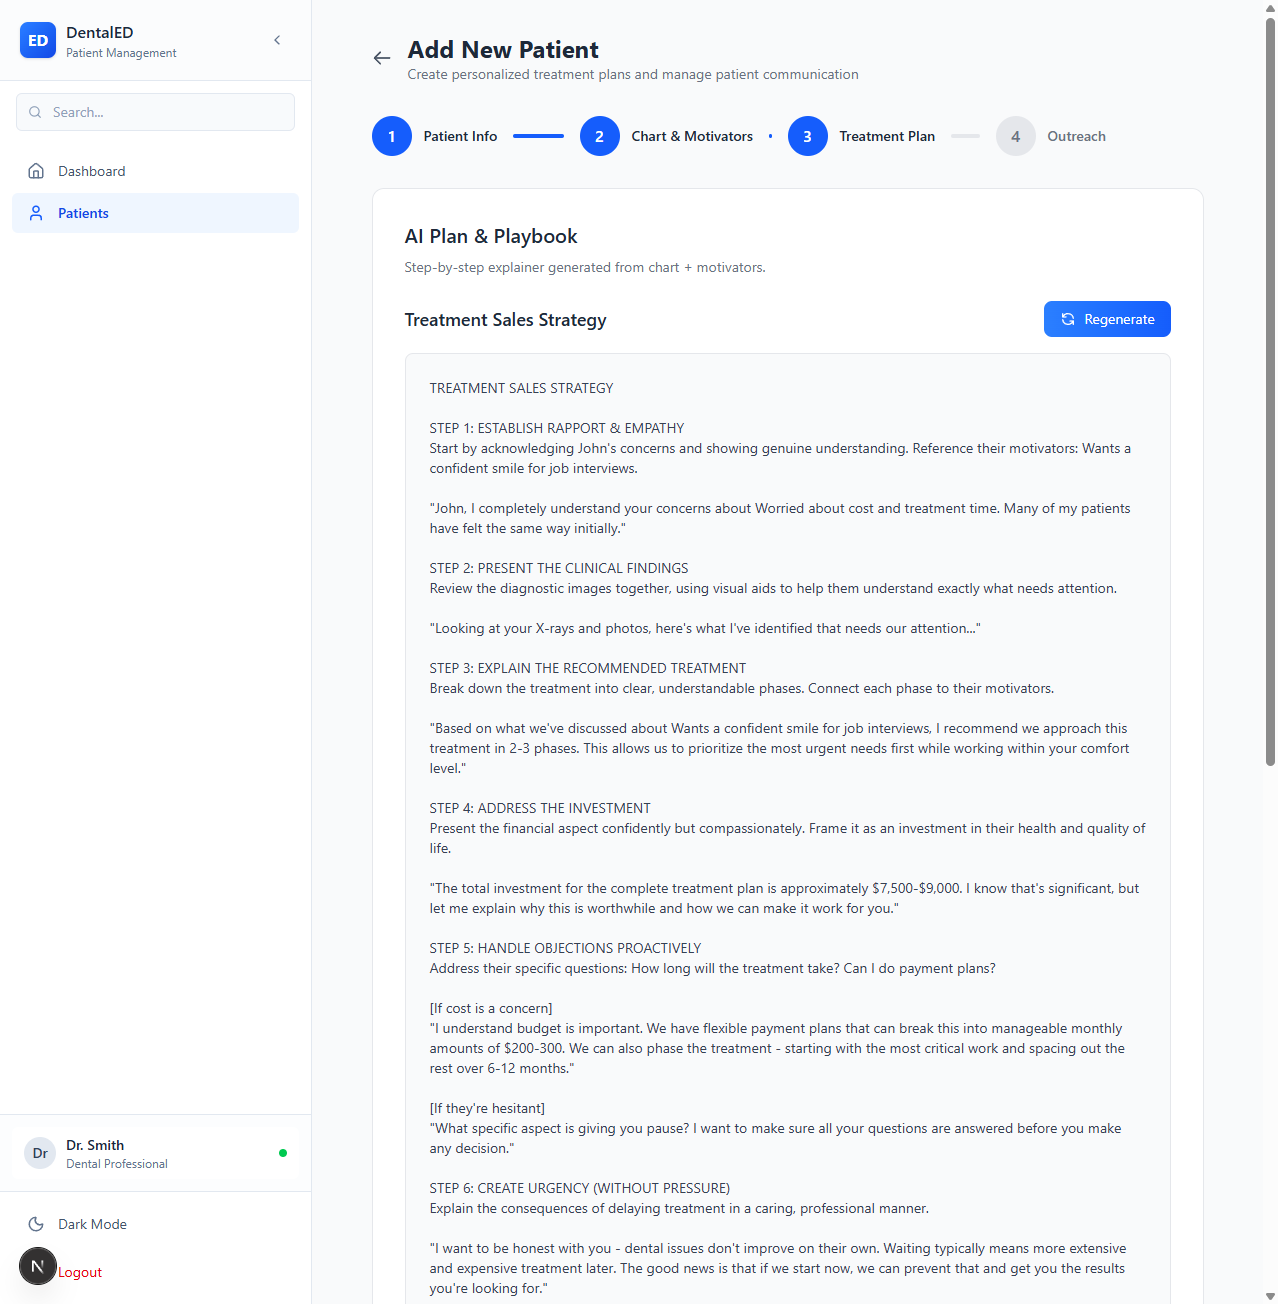 ED
DentalED
Patient Management
Search...
Dashboard
Patients
Dr
Dr. Smith
Dental Professional
Dark Mode
N
Logout
Add New Patient
Create personalized treatment plans and manage patient communication
1 Patient Info 2 Chart & Motivators 3 Treatment Plan 4 Outreach
AI Plan & Playbook
Step-by-step explainer generated from chart + motivators.
Treatment Sales Strategy
Regenerate
TREATMENT SALES STRATEGY
STEP 1: ESTABLISH RAPPORT & EMPATHY
Start by acknowledging John's concerns and showing genuine understanding. Reference their motivators: Wants a
confident smile for job interviews.
"John, I completely understand your concerns about Worried about cost and treatment time. Many of my patients
have felt the same way initially."
STEP 2: PRESENT THE CLINICAL FINDINGS
Review the diagnostic images together, using visual aids to help them understand exactly what needs attention.
"Looking at your X-rays and photos, here's what I've identified that needs our attention..."
STEP 3: EXPLAIN THE RECOMMENDED TREATMENT
Break down the treatment into clear, understandable phases. Connect each phase to their motivators.
"Based on what we've discussed about Wants a confident smile for job interviews, I recommend we approach this
treatment in 2-3 phases. This allows us to prioritize the most urgent needs first while working within your comfort
level."
STEP 4: ADDRESS THE INVESTMENT
Present the financial aspect confidently but compassionately. Frame it as an investment in their health and quality of
life.
"The total investment for the complete treatment plan is approximately $7,500-$9,000. I know that's significant, but
let me explain why this is worthwhile and how we can make it work for you."
STEP 5: HANDLE OBJECTIONS PROACTIVELY
Address their specific questions: How long will the treatment take? Can I do payment plans?
[If cost is a concern]
"I understand budget is important. We have flexible payment plans that can break this into manageable monthly
amounts of $200-300. We can also phase the treatment - starting with the most critical work and spacing out the
rest over 6-12 months."
[If they're hesitant]
"What specific aspect is giving you pause? I want to make sure all your questions are answered before you make
any decision."
STEP 6: CREATE URGENCY (WITHOUT PRESSURE)
Explain the consequences of delaying treatment in a caring, professional manner.
"I want to be honest with you - dental issues don't improve on their own. Waiting typically means more extensive
and expensive treatment later. The good news is that if we start now, we can prevent that and get you the results
you're looking for."